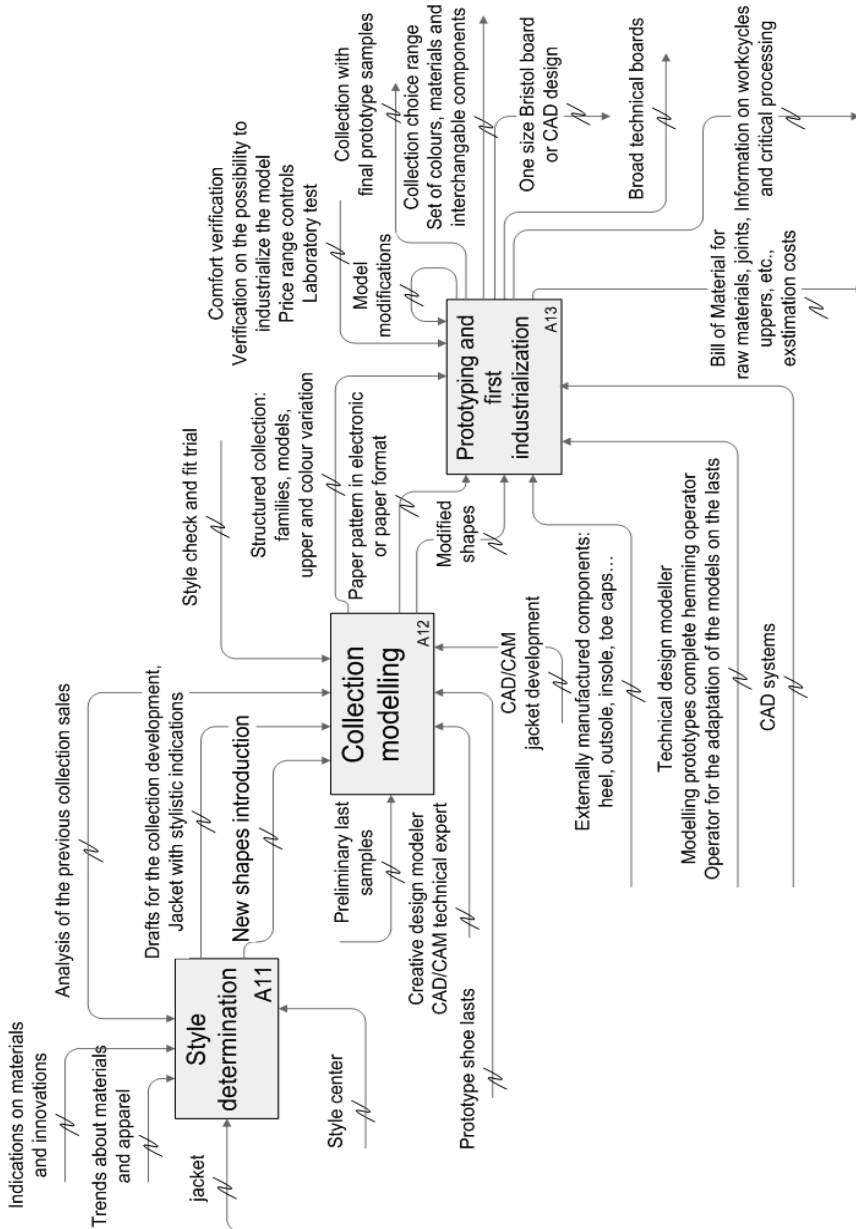 Indications on materials
and innovations
Trends about materials
and apparel
jacket
Style
determination
A11
Style center
Analysis of the previous collection sales
Drafts for the collection development,
Jacket with stylistic indications
New shapes introduction
Preliminary last
samples
Creative design modeler
CAD/CAM technical expert
Prototype shoe lasts
Style check and fit trial
Collection
modelling
A12
CAD/CAM
jacket development
Structured collection:
families, models,
upper and colour variation
Paper pattern in electronic
or paper format
Modified
shapes
Externally manufactured components:
heel, outsole, insole, toe caps...
Technical design modeller
Modelling prototypes complete hemming operator
Operator for the adaptation of the models on the lasts
CAD systems
Comfort verification
Verification on the possibility to
industrialize the model
Price range controls
Laboratory test
Model
modifications
Prototyping and
first
industrialization
A13
Collection with
final prototype samples
Collection choice range
Set of colours, materials and
interchangable components
One size Bristol board
or CAD design
Broad technical boards
Information on workcycles
and critical processing
Bill of Material for
raw materials, joints,
uppers, etc.,
exstimation costs